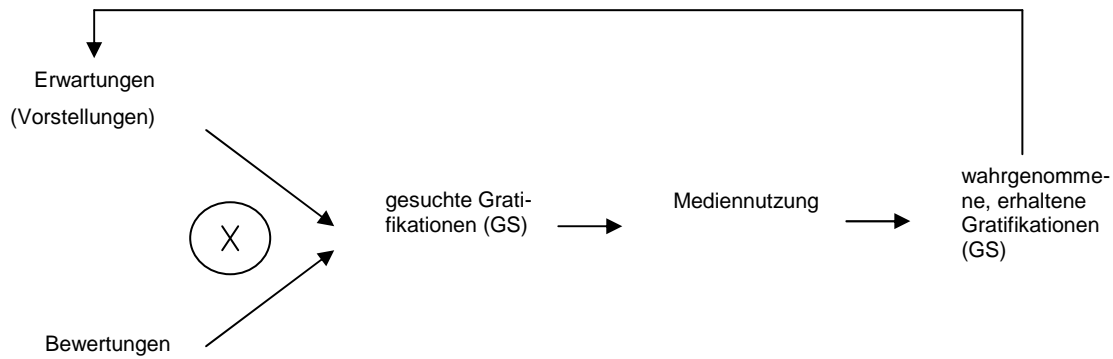 Erwartungen
(Vorstellungen)
X
gesuchte Grati-
fikationen (GS)
Mediennutzung
wahrgenomme-
ne, erhaltene
Gratifikationen
(GS)
Bewertungen